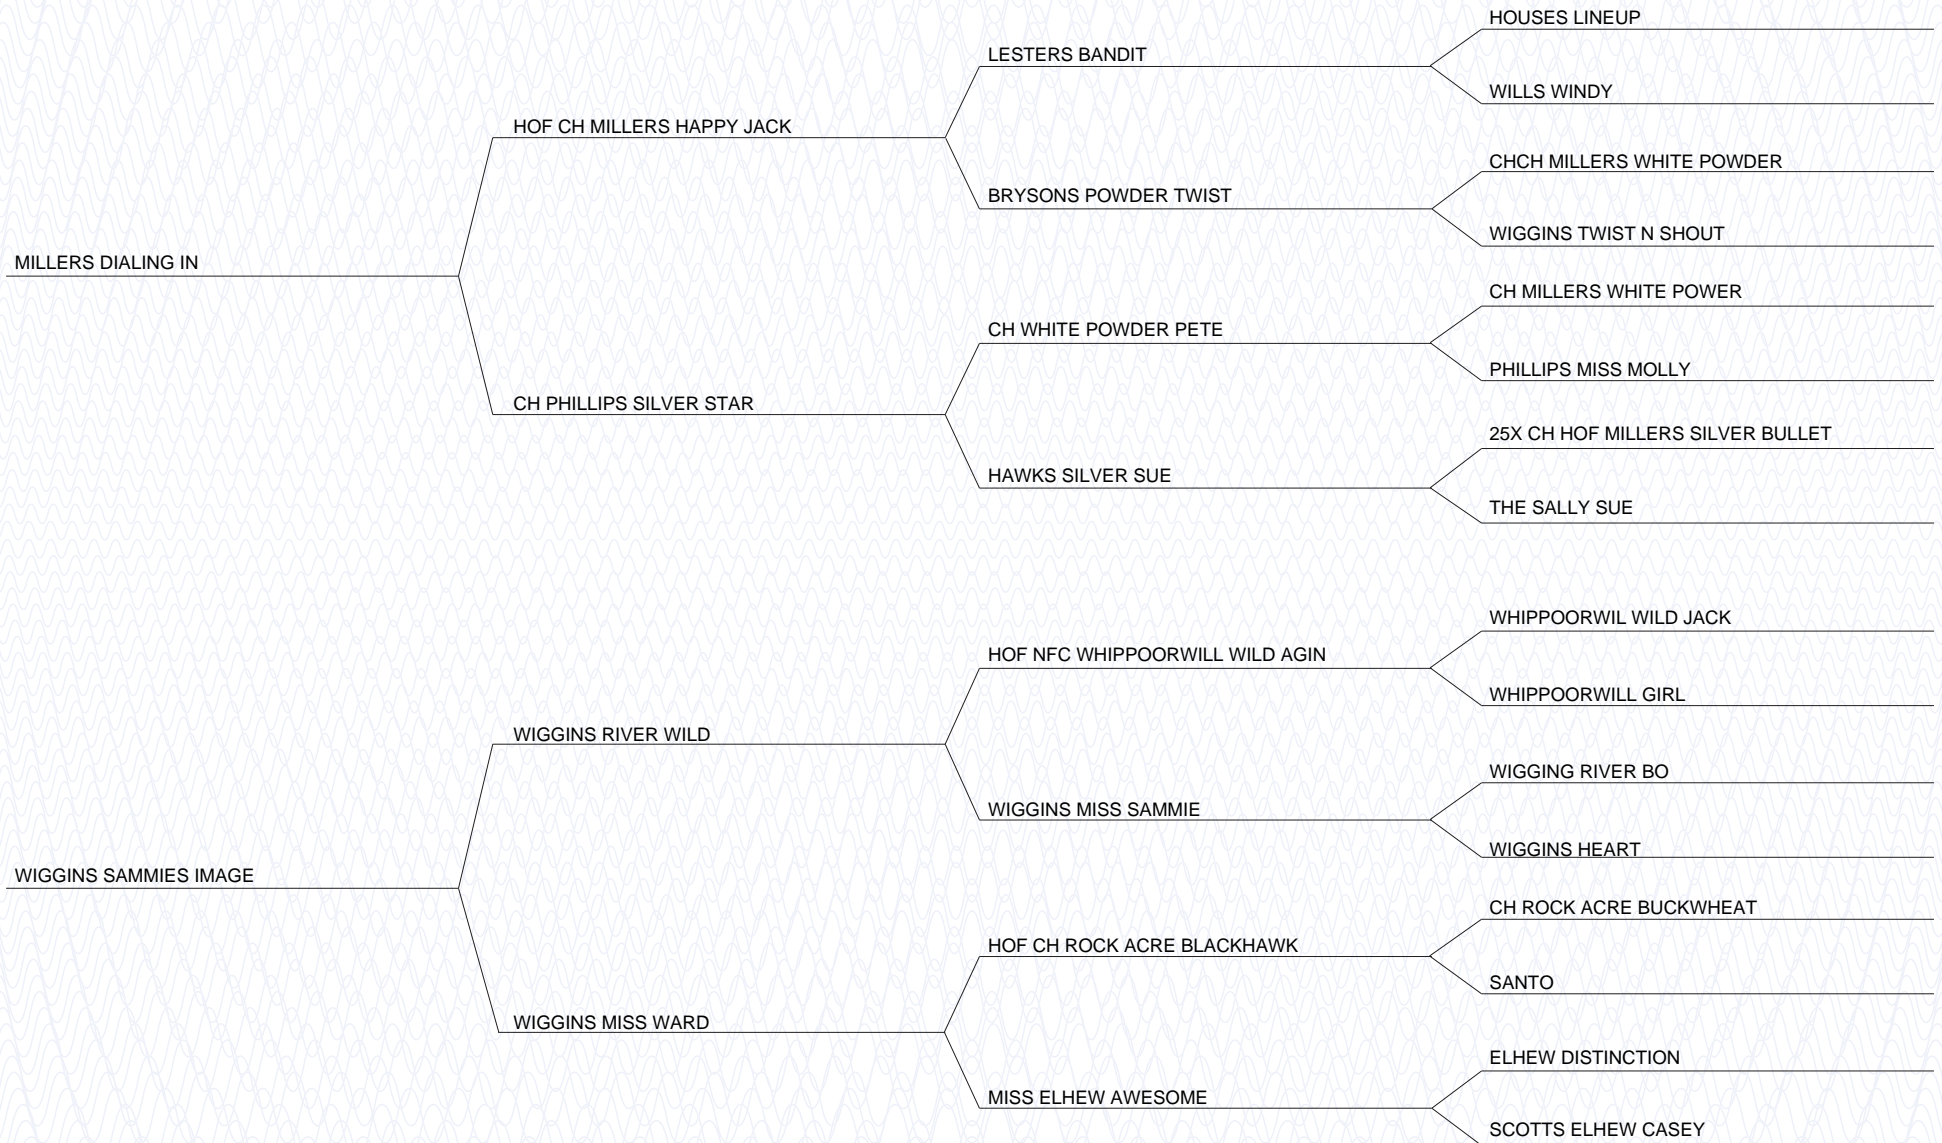 HOUSES LINEUP
LESTERS BANDIT
WILLS WINDY
HOF CH MILLERS HAPPY JACK
CHCH MILLERS WHITE POWDER
BRYSONS POWDER TWIST
WIGGINS TWIST N SHOUT
MILLERS DIALING IN
CH MILLERS WHITE POWER
CH WHITE POWDER PETE
PHILLIPS MISS MOLLY
CH PHILLIPS SILVER STAR
25X CH HOF MILLERS SILVER BULLET
HAWKS SILVER SUE
THE SALLY SUE
WHIPPOORWIL WILD JACK
HOF NFC WHIPPOORWILL WILD AGIN
WHIPPOORWILL GIRL
WIGGINS RIVER WILD
WIGGING RIVER BO
WIGGINS MISS SAMMIE
WIGGINS HEART
WIGGINS SAMMIES IMAGE
CH ROCK ACRE BUCKWHEAT
HOF CH ROCK ACRE BLACKHAWK
SANTO
WIGGINS MISS WARD
ELHEW DISTINCTION
MISS ELHEW AWESOME
SCOTTS ELHEW CASEY